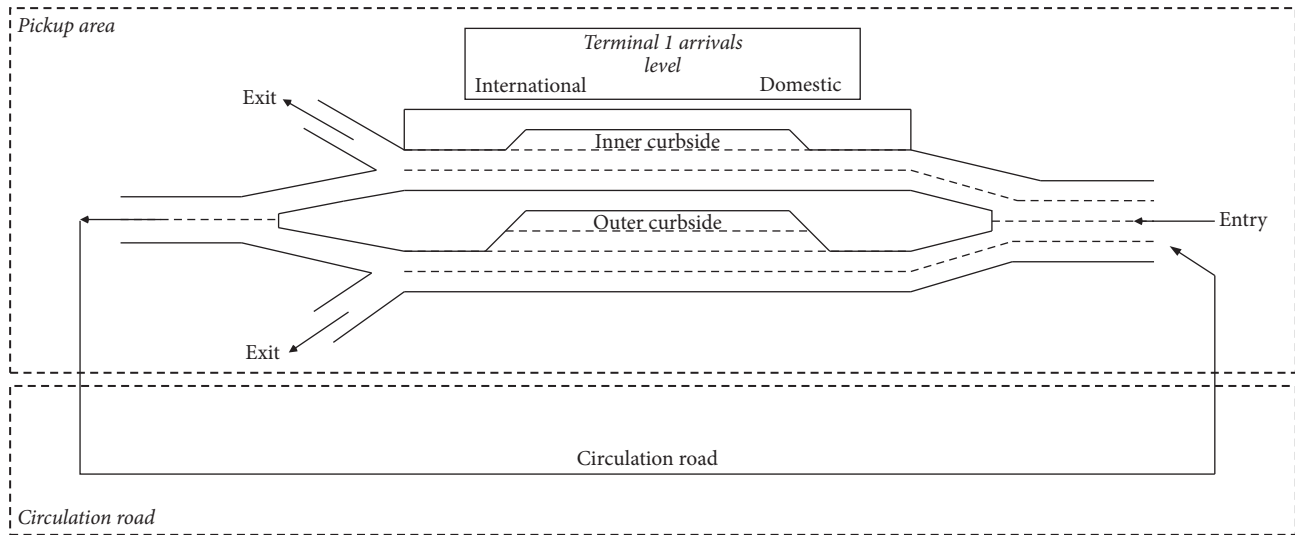 Pickup area
Terminal 1 arrivals
level
International
Domestic
Exit
Inner curbside
Outer curbside
Entry
Exit
Circulation road
Circulation road